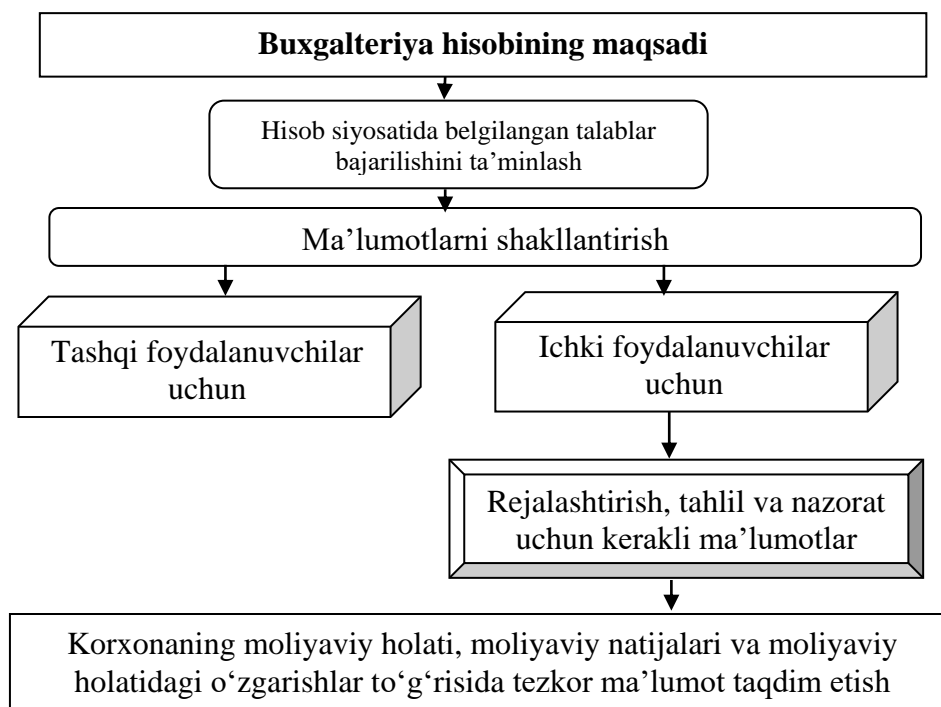 Buxgalteriya hisobining maqsadi
Hisob siyosatida belgilangan talablar
bajarilishini ta’minlash
Ma’lumotlarni shakllantirish
Tashqi foydalanuvchilar
uchun
Ichki foydalanuvchilar
uchun
Rejalashtirish, tahlil va nazorat
uchun kerakli ma’lumotlar
Korxonaning moliyaviy holati, moliyaviy natijalari va moliyaviy
holatidagi o‘zgarishlar to‘g‘risida tezkor ma’lumot taqdim etish